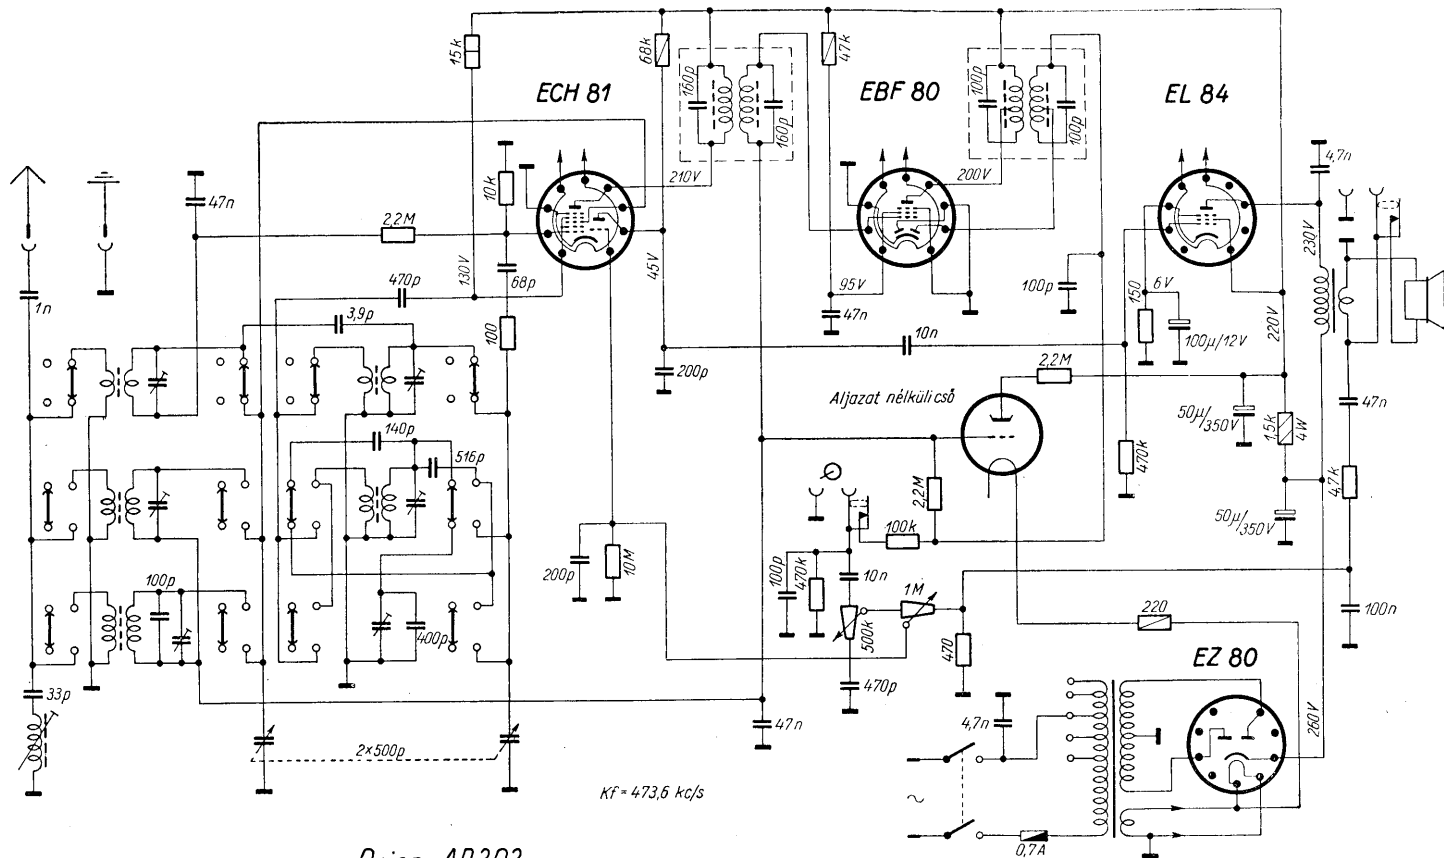 15k
68k
160p
160p
47k
100p
100p
ECH 81
EBF 80
EL 84
4,7n
47n
2,2M
10k
210V
200V
230V
1n
470p
130V
68p
45V
95V
47n
100p
150
6V
100µ/12V
220V
3,9p
100
200p
10n
2,2M
Aljazat nélküli cső
50µ/350V
1,5k
4W
47n
140p
516p
470k
4,7k
2,2M
50µ/350V
100p
200p
10M
100k
100p
470k
10n
1M
500k
400p
470
220
100n
33p
470p
EZ 80
47n
4,7n
260V
2×500p
Kf = 473,6 kc/s
~
0,7A
Orion AR202